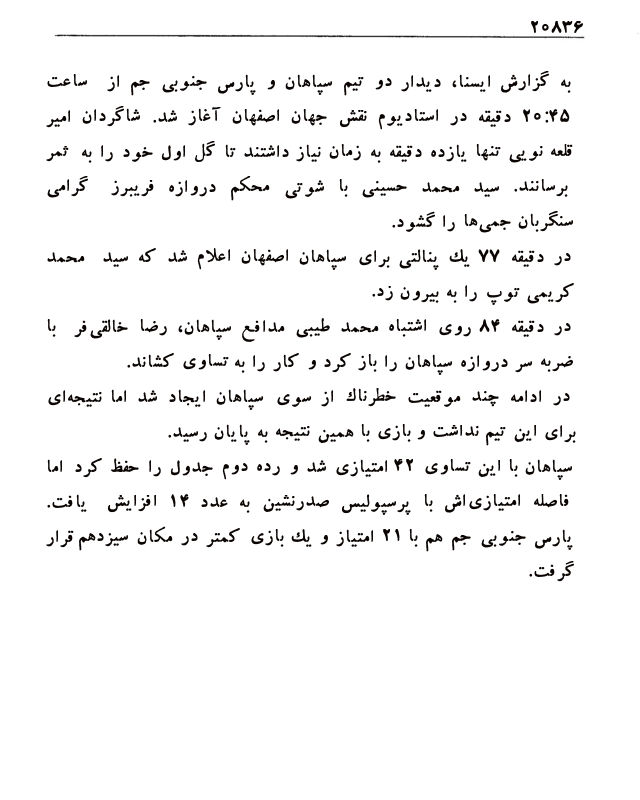 ۲۰۸۳۶
به گزارش ایسنا، دیدار دو تیم سپاهان و پارس جنوبی جم از ساعت
۲۰:۴۵ دقیقه در استادیوم نقش جهان اصفهان آغاز شد. شاگردان امیر
قلعه نویی تنها یازده دقیقه به زمان نیاز داشتند تا گل اول خود را به ثمر
برسانند. سید محمد حسینی با شوتی محکم دروازه فریبرز گرامی
سنگربان جمی‌ها را گشود.
در دقیقه ۷۷ یك پنالتی برای سپاهان اصفهان اعلام شد که سید محمد
کریمی توپ را به بیرون زد.
در دقیقه ۸۴ روی اشتباه محمد طیبی مدافع سپاهان، رضا خالقی‌فر با
ضربه سر دروازه سپاهان را باز کرد و کار را به تساوی کشاند.
در ادامه چند موقعیت خطرناك از سوی سپاهان ایجاد شد اما نتیجه‌ای
برای این تیم نداشت و بازی با همین نتیجه به پایان رسید.
سپاهان با این تساوی ۴۲ امتیازی شد و رده دوم جدول را حفظ کرد اما
فاصله امتیازی‌اش با پرسپولیس صدرنشین به عدد ۱۴ افزایش یافت.
پارس جنوبی جم هم با ۲۱ امتیاز و یك بازی کمتر در مکان سیزدهم قرار
گرفت.